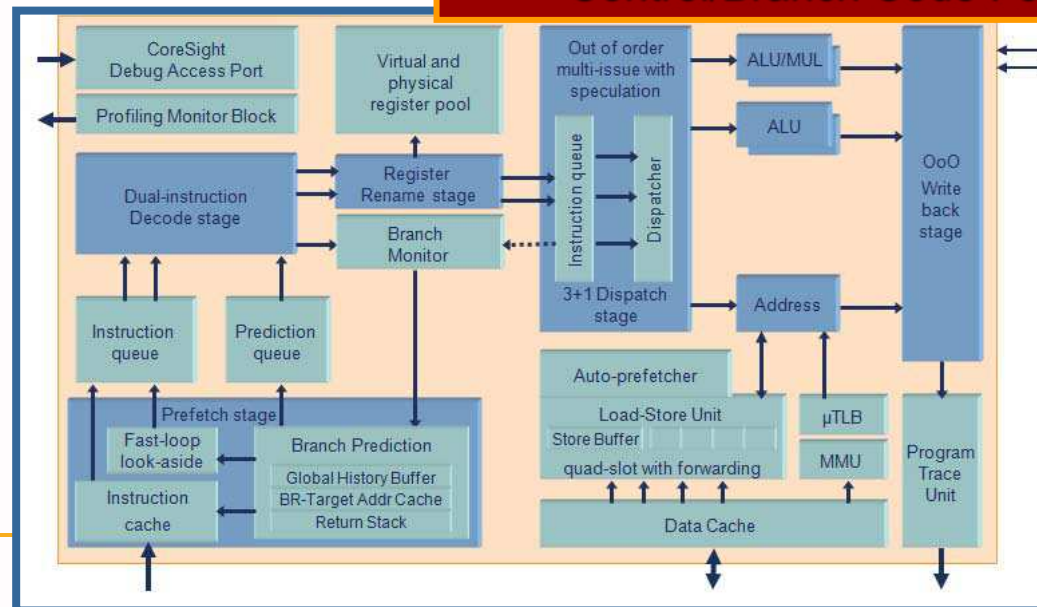 CoreSight
Debug Access Port
Profiling Monitor Block
Virtual and
physical
register pool
Out of order
multi-issue with
speculation
ALU/MUL
ALU
OoO
Write
back
stage
Dual-instruction
Decode stage
Register
Rename stage
Branch
Monitor
Instruction queue
Dispatcher
3+1 Dispatch
stage
Address
Instruction
queue
Prediction
queue
Auto-prefetcher
Load-Store Unit
Store Buffer
quad-slot with forwarding
µTLB
MMU
Program
Trace
Unit
Prefetch stage
Fast-loop
look-aside
Instruction
cache
Branch Prediction
Global History Buffer
BR-Target Addr Cache
Return Stack
Data Cache